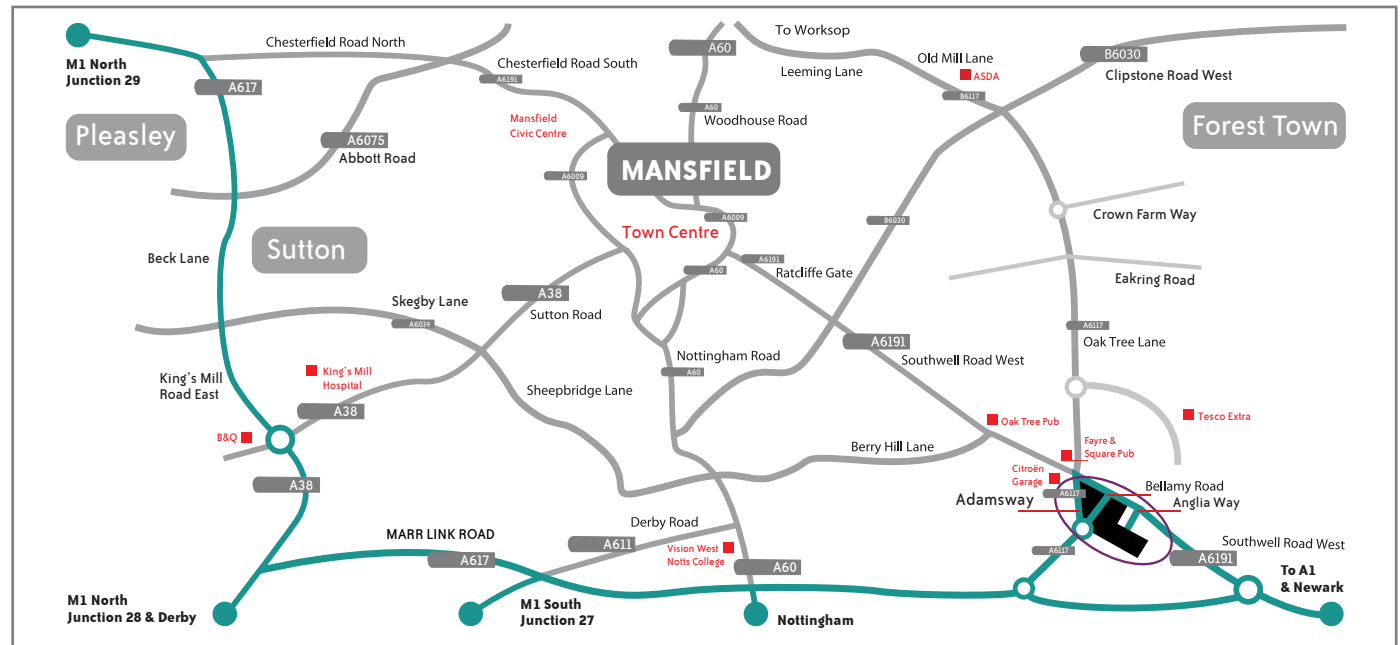 Chesterfield Road North
M1 North
Junction 29
A617
Pleasley
A6075
Abbott Road
Chesterfield Road South
A6191
Mansfield
Civic Centre
A60
To Worksop
Leeming Lane
Old Mill Lane
ASDA
B6117
B6030
Clipstone Road West
A60
Woodhouse Road
Forest Town
MANSFIELD
A6009
A6009
Town Centre
B6030
Crown Farm Way
Sutton
Beck Lane
A60
A6191
Ratcliffe Gate
Eakring Road
Skegby Lane
A38
Sutton Road
A6014
A6117
Oak Tree Lane
A6191
Southwell Road West
Nottingham Road
A60
King's Mill
Road East
King's Mill
Hospital
Sheepbridge Lane
A38
B&Q
Oak Tree Pub
Tesco Extra
Berry Hill Lane
Fayre &
Square Pub
Citroën
Garage
A38
Adamsway
A6117
Bellamy Road
Anglia Way
Derby Road
MARR LINK ROAD
A611
A617
Vision West
Notts College
A60
A6117
Southwell Road West
A6191
To A1
& Newark
M1 North
Junction 28 & Derby
M1 South
Junction 27
Nottingham